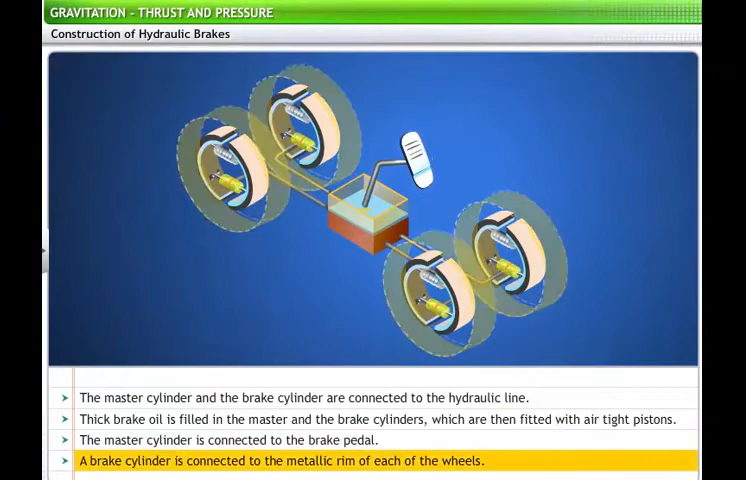 GRAVITATION - THRUST AND PRESSURE
Construction of Hydraulic Brakes
The master cylinder and the brake cylinder are connected to the hydraulic line.
Thick brake oil is filled in the master and the brake cylinders, which are then fitted with air tight pistons.
The master cylinder is connected to the brake pedal.
A brake cylinder is connected to the metallic rim of each of the wheels.